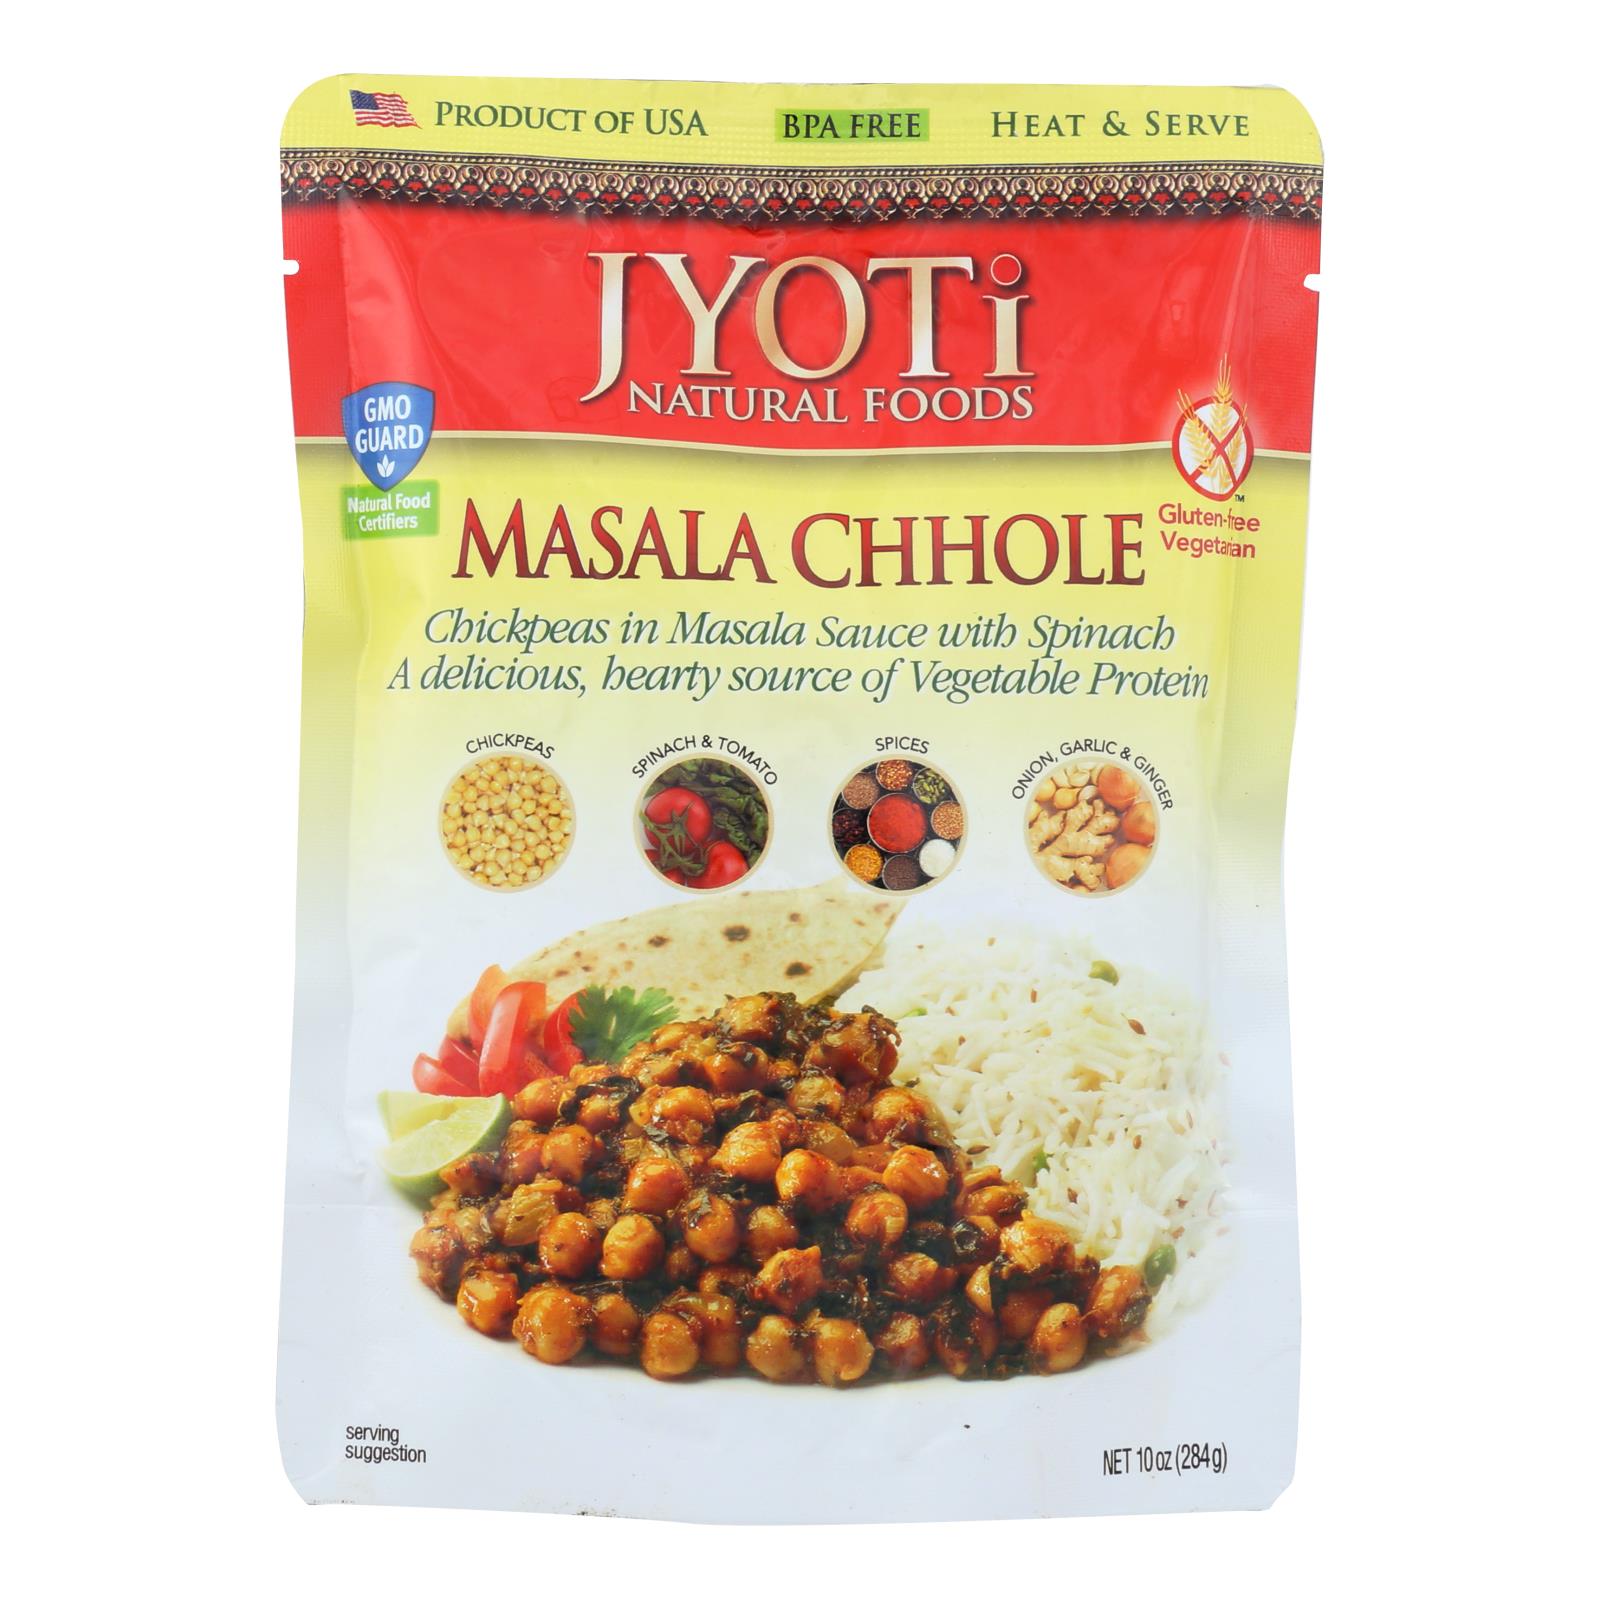 PRODUCT OF USA
BPA FREE
HEAT & SERVE
JYOTi
NATURAL FOODS
GMO
GUARD
Natural Food
Certifiers
TM
Gluten-free
Vegetarian
MASALA CHHOLE
Chickpeas in Masala Sauce with Spinach
A delicious, hearty source of Vegetable Protein
CHICKPEAS
SPINACH & TOMATO
SPICES
ONION, GARLIC & GINGER
serving
suggestion
NET 10 oz (284g)